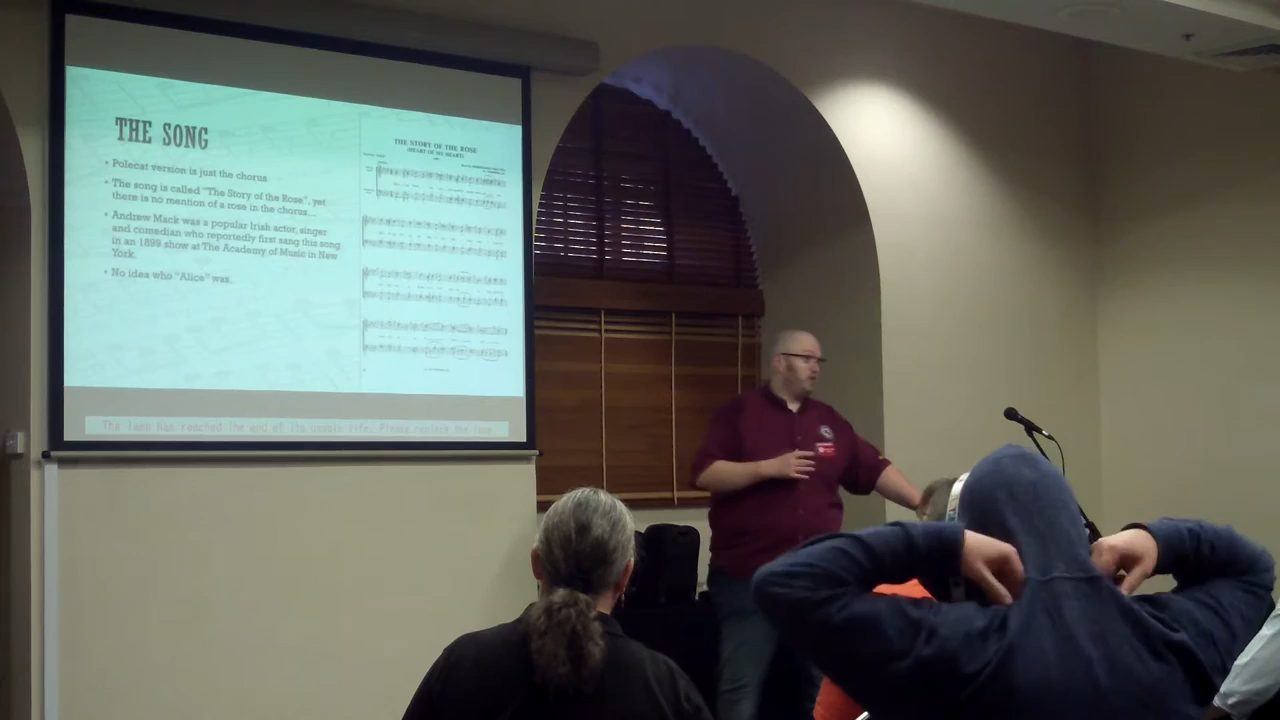 THE SONG
• Polecat version is just the chorus
• The song is called "The Story of the Rose", yet
there is no mention of a rose in the chorus...
• Andrew Mack was a popular Irish actor, singer
and comedian who reportedly first sang this song
in an 1899 show at The Academy of Music in New
York.
• No idea who "Alice" was.
THE STORY OF THE ROSE
(HEART OF MY HEART)
The lamp has reached the end of its usable life. Please replace the lamp.